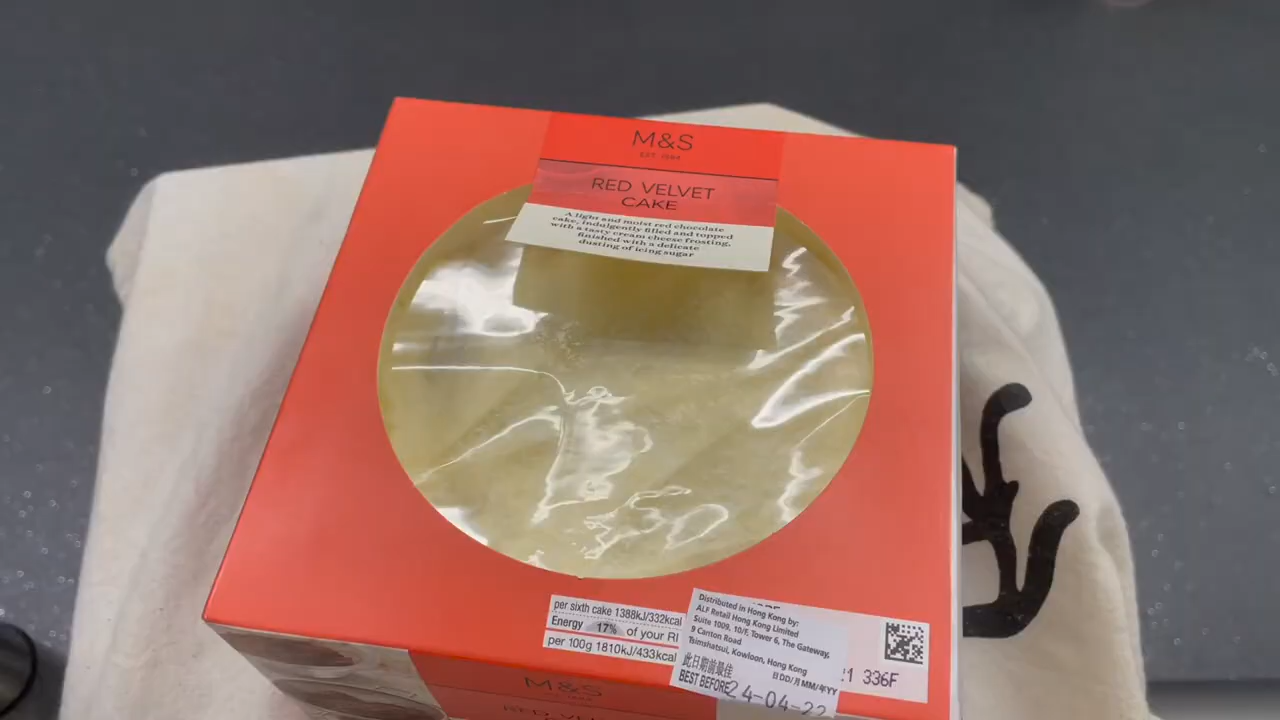 M&S
EST. 1884
RED VELVET
CAKE
A light and moist red chocolate
cake, indulgently filled and topped
with a tasty cream cheese frosting,
finished with a delicate
dusting of icing sugar
per sixth cake 1388kJ/332kcal
Energy 17% of your RI
per 100g 1810kJ/433kcal
Distributed in Hong Kong by:
ALF Retail Hong Kong Limited
Suite 1009, 10/F, Tower 6, The Gateway,
9 Canton Road
Tsimshatsui, Kowloon, Hong Kong
此日期前最佳 日DD/月MM/年YY
BEST BEFORE 24-04-22
336F
M&S